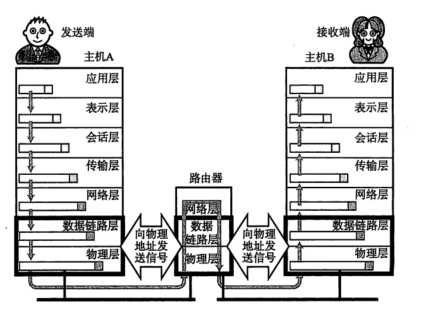 发送端
接收端
主机A
主机B
应用层
表示层
会话层
传输层
网络层
数据链路层
物理层
路由器
网络层
数据
链路层
物理层
向物理
地址发
送信号
向物理
地址发
送信号
应用层
表示层
会话层
传输层
网络层
数据链路层
物理层